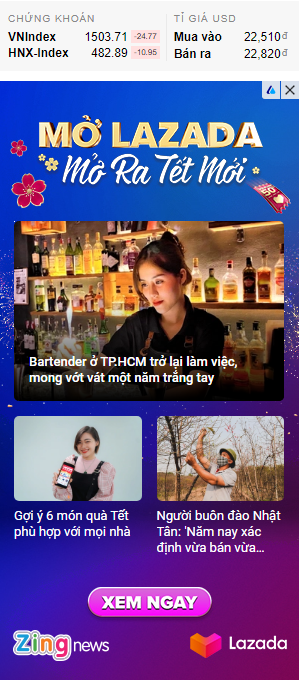 CHỨNG KHOÁN
TỈ GIÁ USD
VNIndex 1503.71 -24.77
Mua vào 22,510đ
HNX-Index 482.89 -10.95
Bán ra 22,820đ
MỞ LAZADA
Mở Ra Tết Mới
Bartender ở TP.HCM trở lại làm việc,
mong vớt vát một năm trắng tay
Gợi ý 6 món quà Tết
phù hợp với mọi nhà
Người buôn đào Nhật
Tân: 'Năm nay xác
định vừa bán vừa...
XEM NGAY
Zing news
Lazada